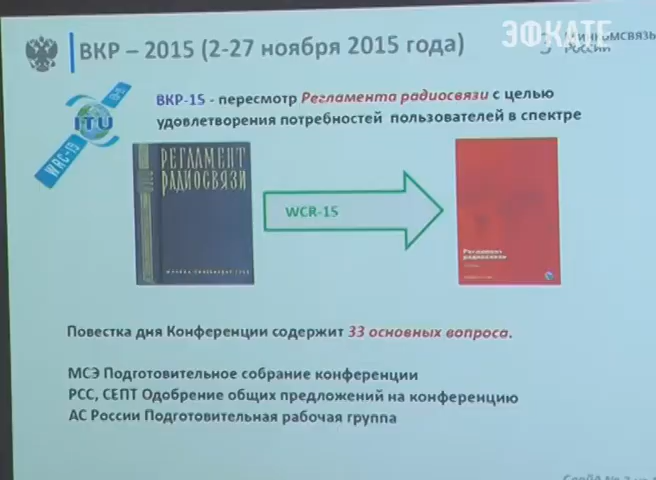 ВКР – 2015 (2-27 ноября 2015 года)
ЭФКАТЕ
России
ВКР-15 - пересмотр Регламента радиосвязи с целью
удовлетворения потребностей пользователей в спектре
ITU
WRC-15
РЕГЛАМЕНТ
РАДИОСВЯЗИ
WCR-15
Регламент
радиосвязи
Повестка дня Конференции содержит 33 основных вопроса.
МСЭ Подготовительное собрание конференции
РСС, СЕПТ Одобрение общих предложений на конференцию
АС России Подготовительная рабочая группа